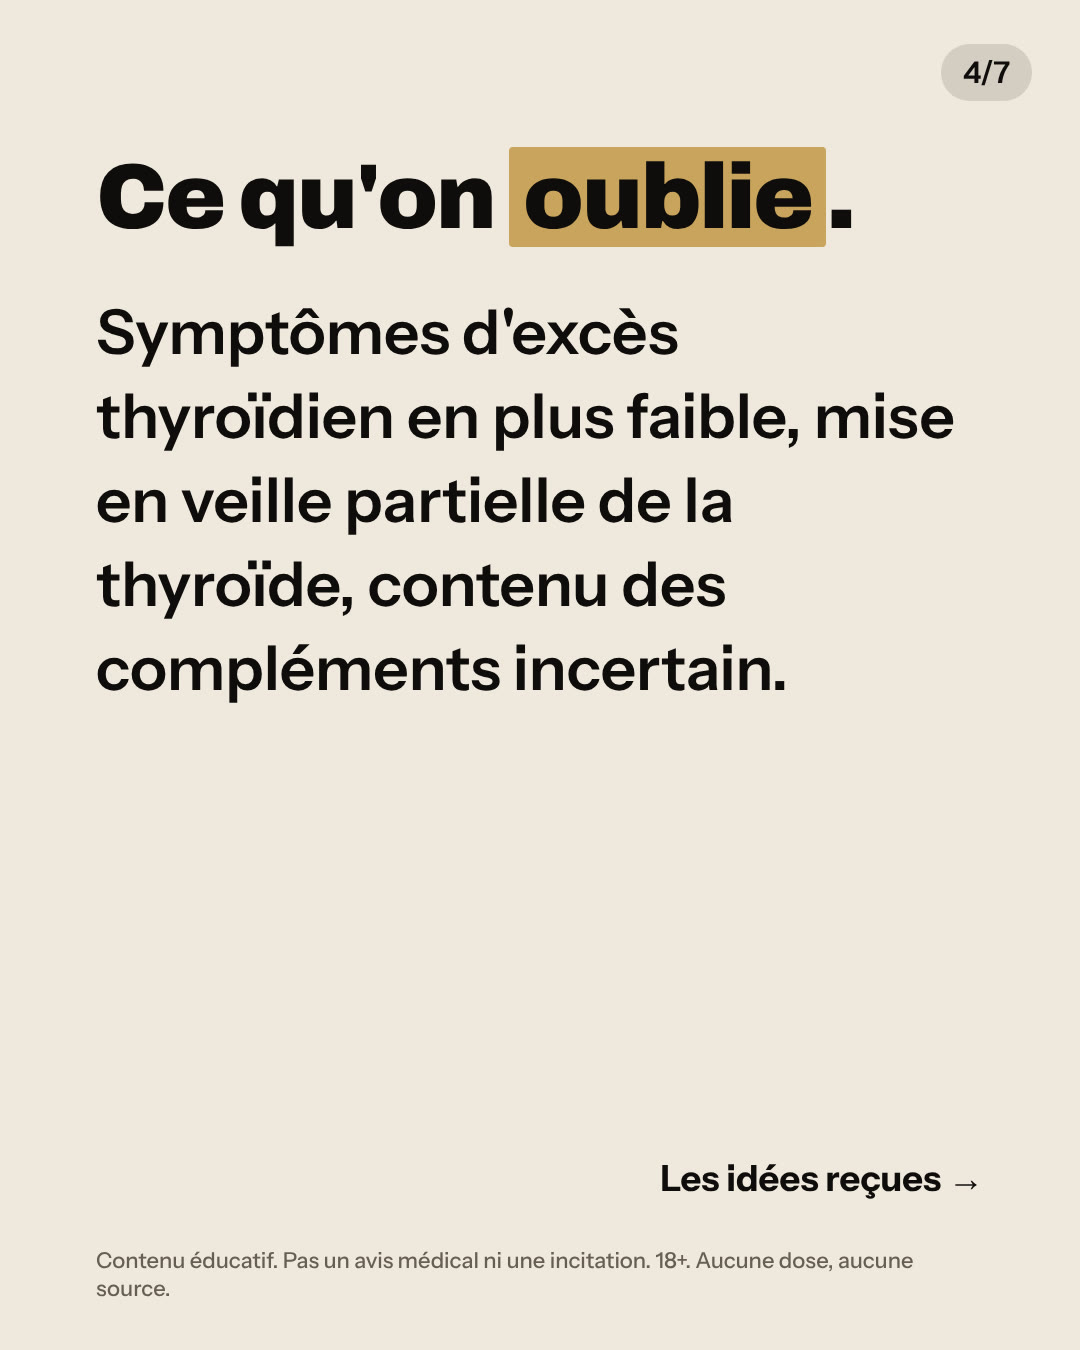 4/7
Ce qu'on oublie.
Symptômes d'excès
thyroïdien en plus faible, mise
en veille partielle de la
thyroïde, contenu des
compléments incertain.
Les idées reçues →
Contenu éducatif. Pas un avis médical ni une incitation. 18+. Aucune dose, aucune
source.